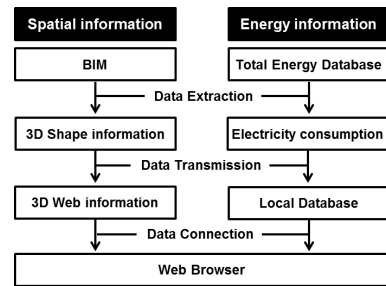 Spatial information
Energy information
BIM
Total Energy Database
Data Extraction
3D Shape information
Electricity consumption
Data Transmission
3D Web information
Local Database
Data Connection
Web Browser